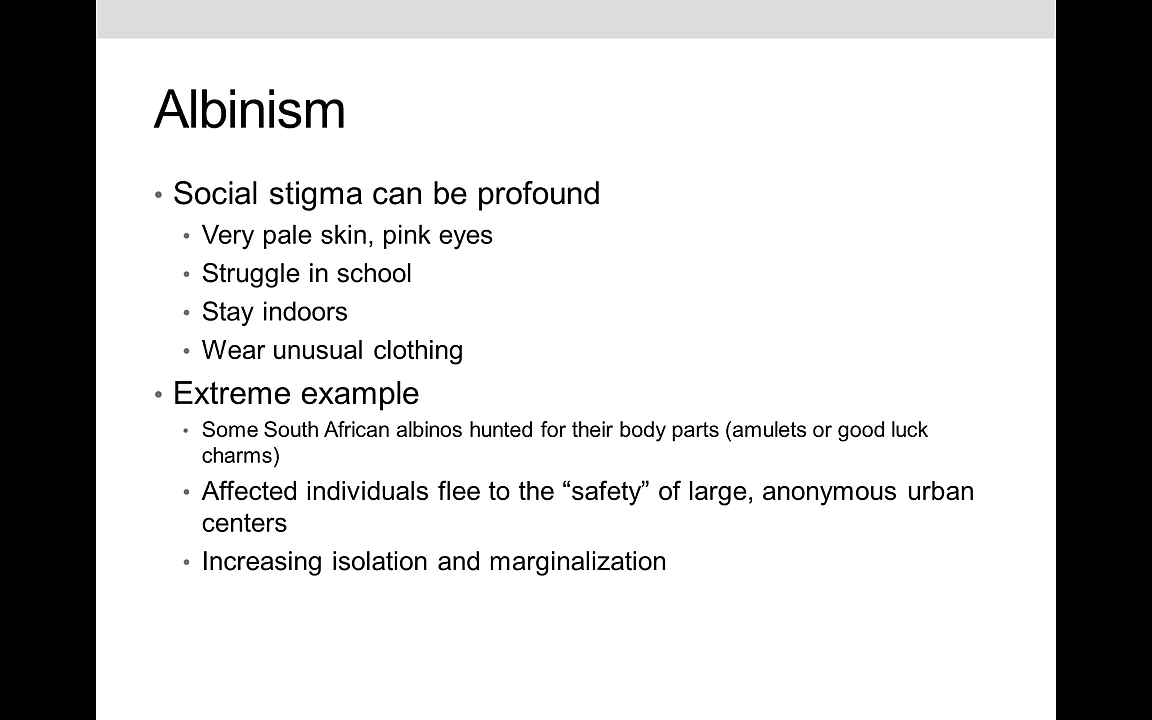 Albinism
• Social stigma can be profound
• Very pale skin, pink eyes
• Struggle in school
• Stay indoors
• Wear unusual clothing
• Extreme example
• Some South African albinos hunted for their body parts (amulets or good luck
charms)
• Affected individuals flee to the “safety” of large, anonymous urban
centers
• Increasing isolation and marginalization